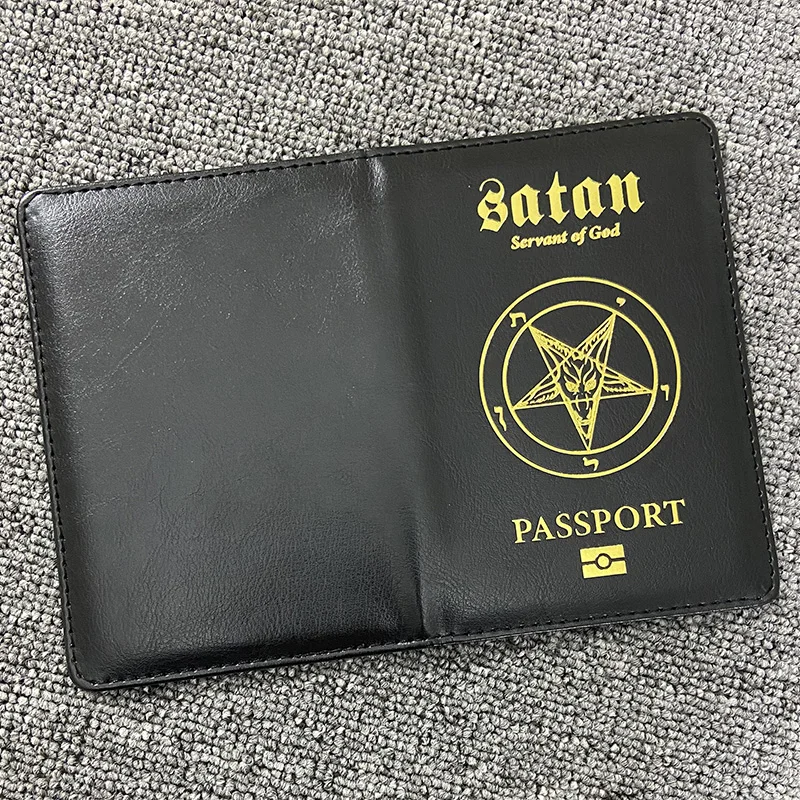 Satan
Servant of God
ת
י
ו
ל
ן
PASSPORT